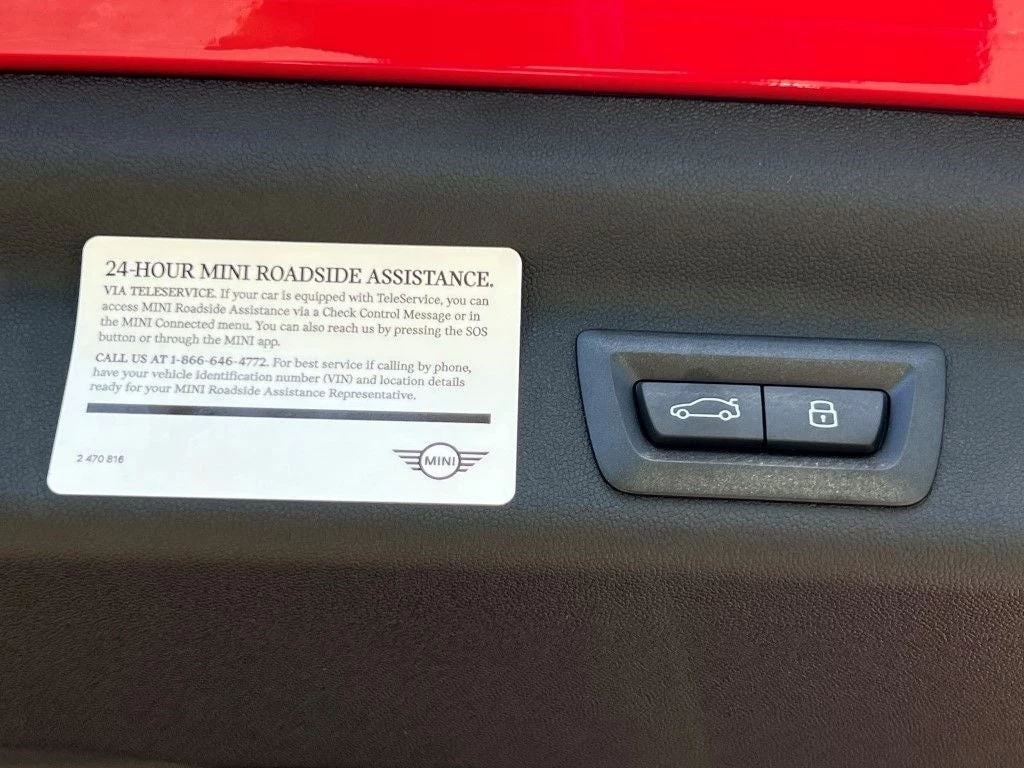 24-HOUR MINI ROADSIDE ASSISTANCE.
VIA TELESERVICE. If your car is equipped with TeleService, you can
access MINI Roadside Assistance via a Check Control Message or in
the MINI Connected menu. You can also reach us by pressing the SOS
button or through the MINI app.
CALL US AT 1-866-646-4772. For best service if calling by phone,
have your vehicle identification number (VIN) and location details
ready for your MINI Roadside Assistance Representative.
2 470 816
MINI